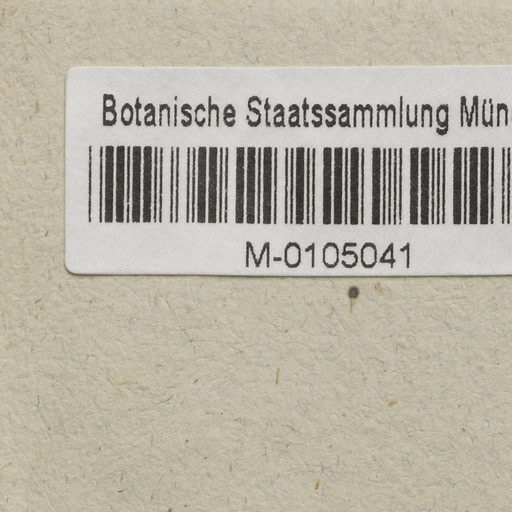 Botanische Staatssammlung Mün
M-0105041